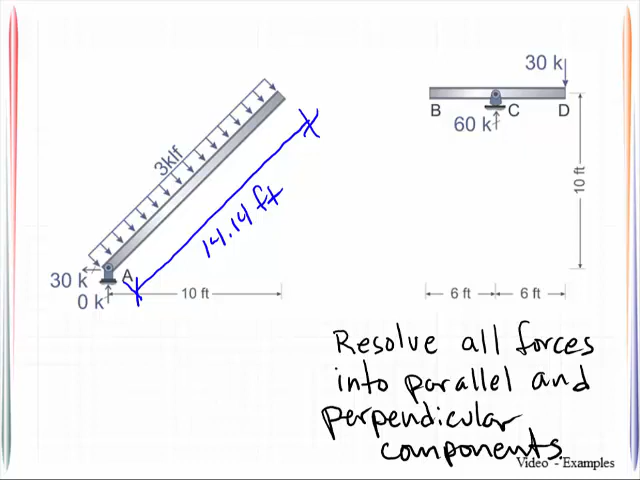 30 k
B
C
D
60 k
3klf
14.14 ft
10 ft
A
30 k
0 k
10 ft
6 ft
6 ft
Resolve all forces
into parallel and
perpendicular
components.
Video - Examples